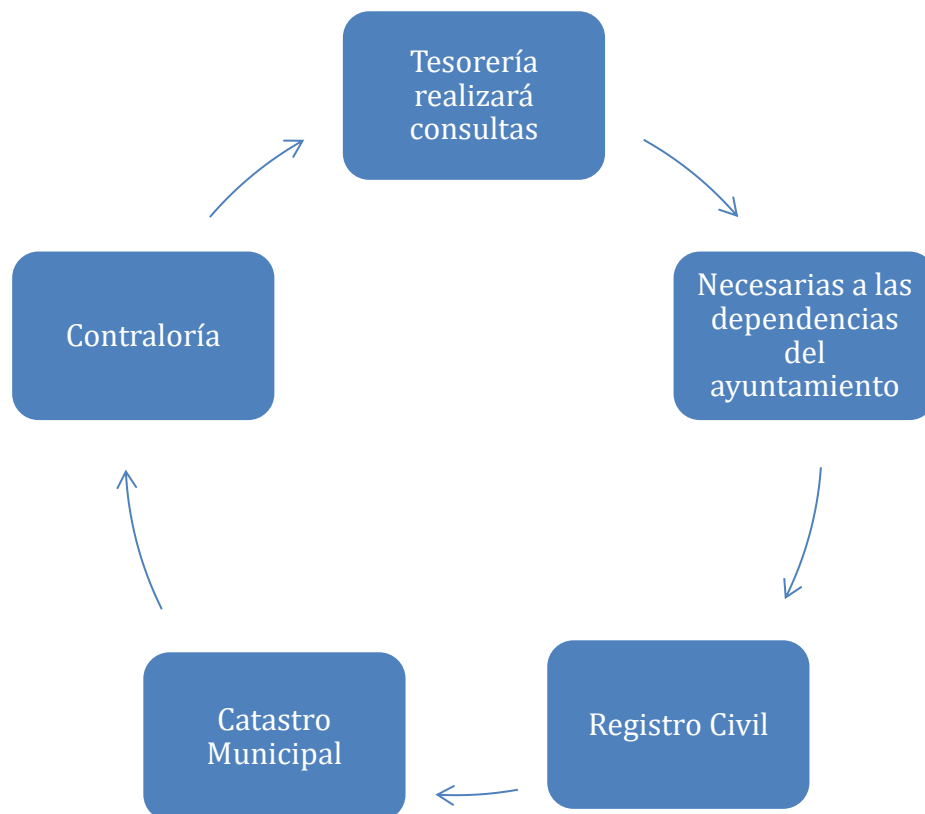 Tesorería
realizará
consultas
Necesarias a las
dependencias
del
ayuntamiento
Registro Civil
Catastro
Municipal
Contraloría